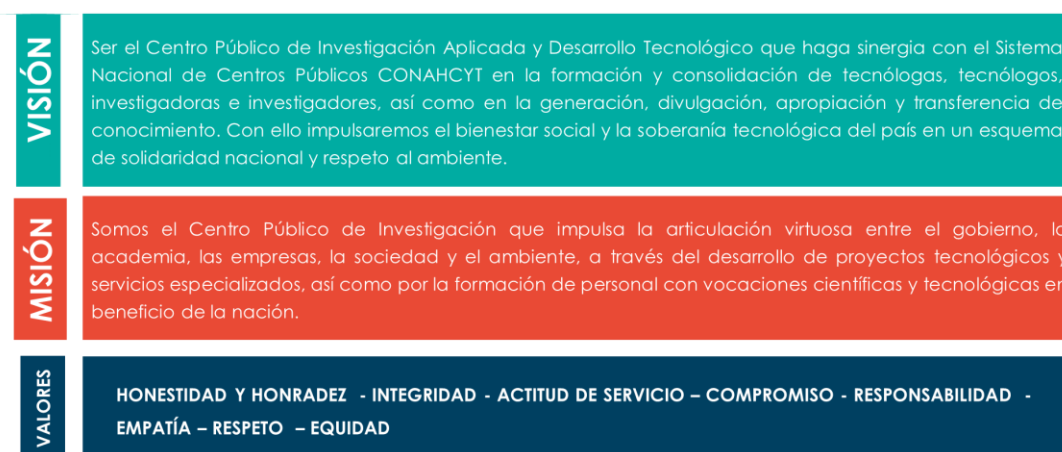 VISIÓN
Ser el Centro Público de Investigación Aplicada y Desarrollo Tecnológico que haga sinergia con el Sistema
Nacional de Centros Públicos CONAHCYT en la formación y consolidación de tecnólogas, tecnólogos,
investigadoras e investigadores, así como en la generación, divulgación, apropiación y transferencia de
conocimiento. Con ello impulsaremos el bienestar social y la soberanía tecnológica del país en un esquema
de solidaridad nacional y respeto al ambiente.
MISIÓN
Somos el Centro Público de Investigación que impulsa la articulación virtuosa entre el gobierno, la
academia, las empresas, la sociedad y el ambiente, a través del desarrollo de proyectos tecnológicos y
servicios especializados, así como por la formación de personal con vocaciones científicas y tecnológicas en
beneficio de la nación.
VALORES
HONESTIDAD Y HONRADEZ - INTEGRIDAD - ACTITUD DE SERVICIO – COMPROMISO - RESPONSABILIDAD -
EMPATÍA – RESPETO – EQUIDAD